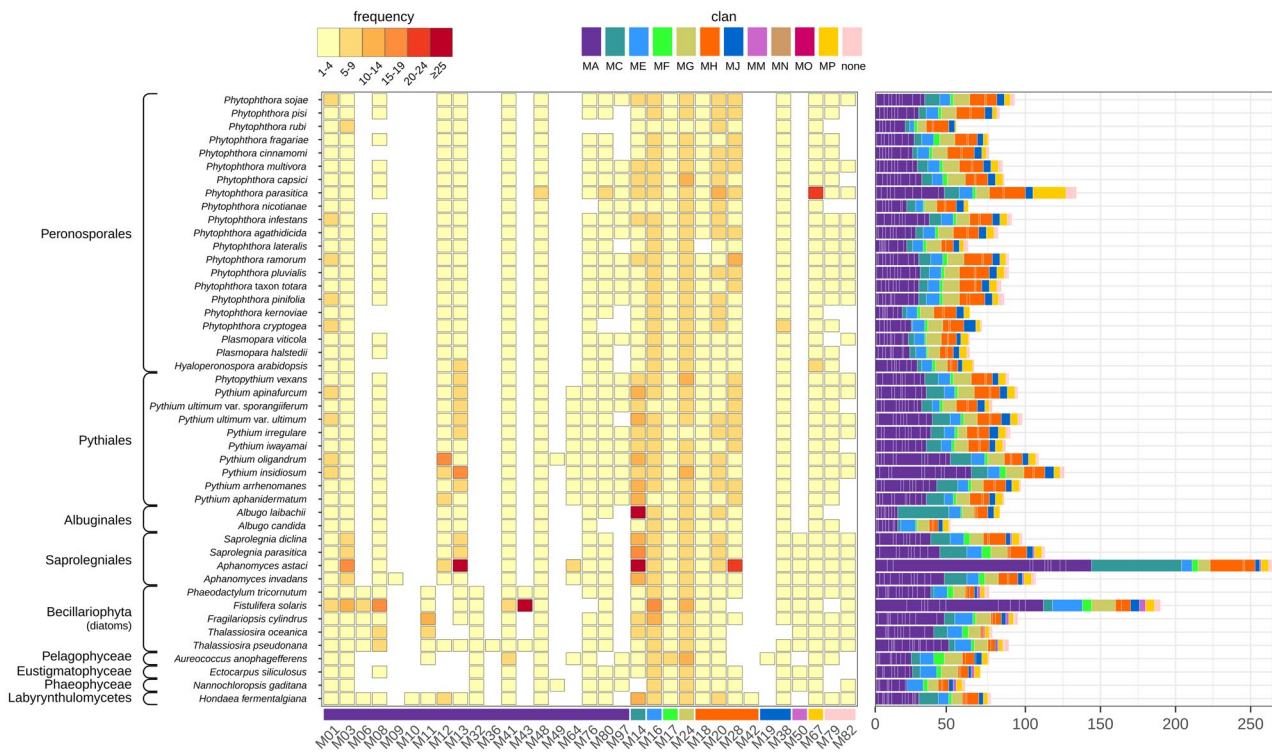 frequency
clan
1-4
5-9
10-14
15-19
20-24
≥25
MA MC ME MF MG MH MJ MM MN MO MP none
Peronosporales
Phytophthora sojae
Phytophthora pisi
Phytophthora rubi
Phytophthora fragariae
Phytophthora cinnamomi
Phytophthora multivora
Phytophthora capsici
Phytophthora parasitica
Phytophthora nicotianae
Phytophthora infestans
Phytophthora agathidicida
Phytophthora lateralis
Phytophthora ramorum
Phytophthora pluvialis
Phytophthora taxon totara
Phytophthora pinifolia
Phytophthora kernoviae
Phytophthora cryptogea
Plasmopara viticola
Plasmopara halstedii
Hyaloperonospora arabidopsis
Pythiales
Phytopythium vexans
Pythium apinafurcum
Pythium ultimum var. sporangiiferum
Pythium ultimum var. ultimum
Pythium irregulare
Pythium iwayamai
Pythium oligandrum
Pythium insidiosum
Pythium arrhenomanes
Pythium aphanidermatum
Albuginales
Albugo laibachii
Albugo candida
Saprolegniales
Saprolegnia diclina
Saprolegnia parasitica
Aphanomyces astaci
Aphanomyces invadans
Becillariophyta
(diatoms)
Phaeodactylum tricornutum
Fistulifera solaris
Fragilariopsis cylindrus
Thalassiosira oceanica
Thalassiosira pseudonana
Pelagophyceae
Aureococcus anophagefferens
Eustigmatophyceae
Ectocarpus siliculosus
Phaeophyceae
Nannochloropsis gaditana
Labyrinthulomycetes
Hondaea fermentalgiana
M01 M03 M06 M08 M09 M10 M11 M12 M13 M32 M36 M41 M43 M48 M49 M64 M76 M80 M97 M14 M16 M17 M24 M18 M20 M28 M42 M19 M38 M50 M67 M79 M82
0 50 100 150 200 250